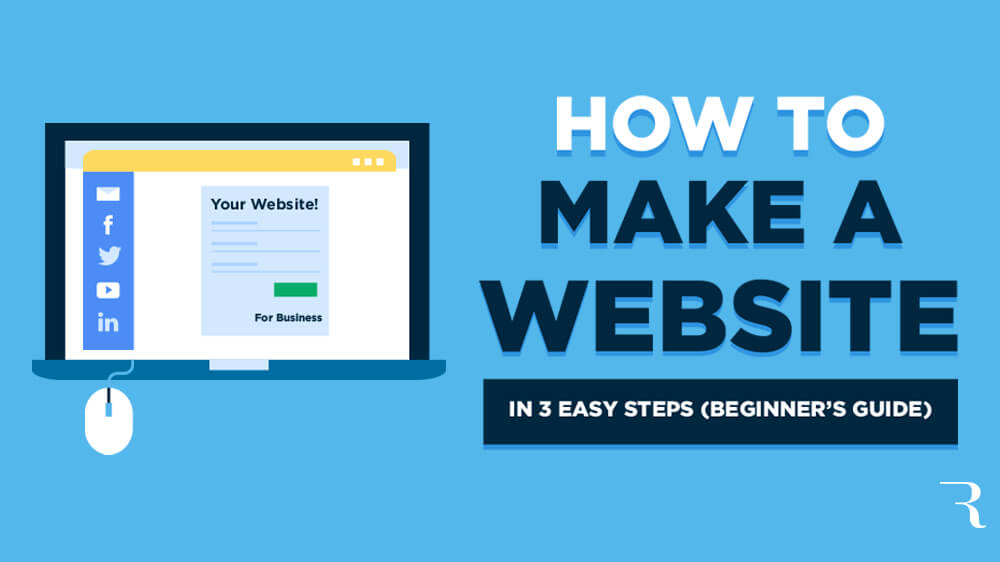 Your Website!
For Business
HOW TO
MAKE A
WEBSITE
IN 3 EASY STEPS (BEGINNER’S GUIDE)
R